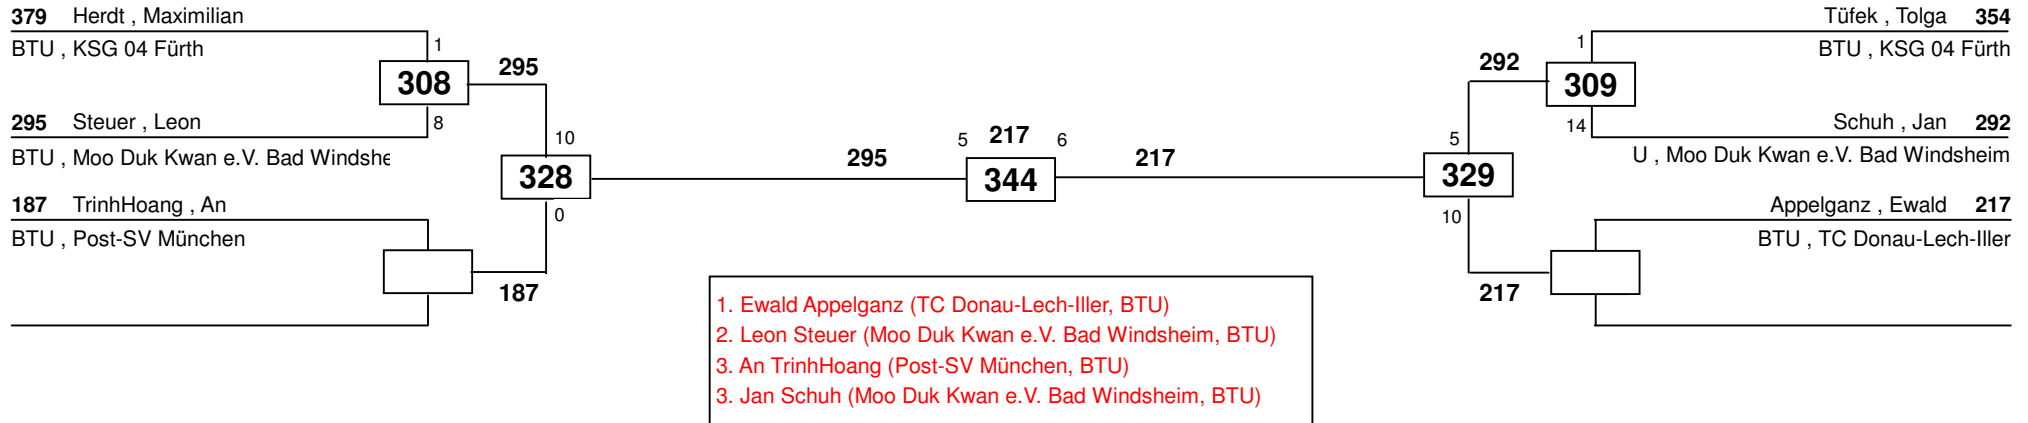 379 Herdt , Maximilian
BTU , KSG 04 Fürth
1
308
295
295 Steuer , Leon
8
BTU , Moo Duk Kwan e.V. Bad Windshe
10
328
0
187 TrinhHoang , An
BTU , Post-SV München
187
295
5 217 6
344
217
Tüfek , Tolga 354
1
BTU , KSG 04 Fürth
292
309
Schuh , Jan 292
14
U , Moo Duk Kwan e.V. Bad Windsheim
5
329
10
Appelganz , Ewald 217
BTU , TC Donau-Lech-Iller
217
1. Ewald Appelganz (TC Donau-Lech-Iller, BTU)
2. Leon Steuer (Moo Duk Kwan e.V. Bad Windsheim, BTU)
3. An TrinhHoang (Post-SV München, BTU)
3. Jan Schuh (Moo Duk Kwan e.V. Bad Windsheim, BTU)